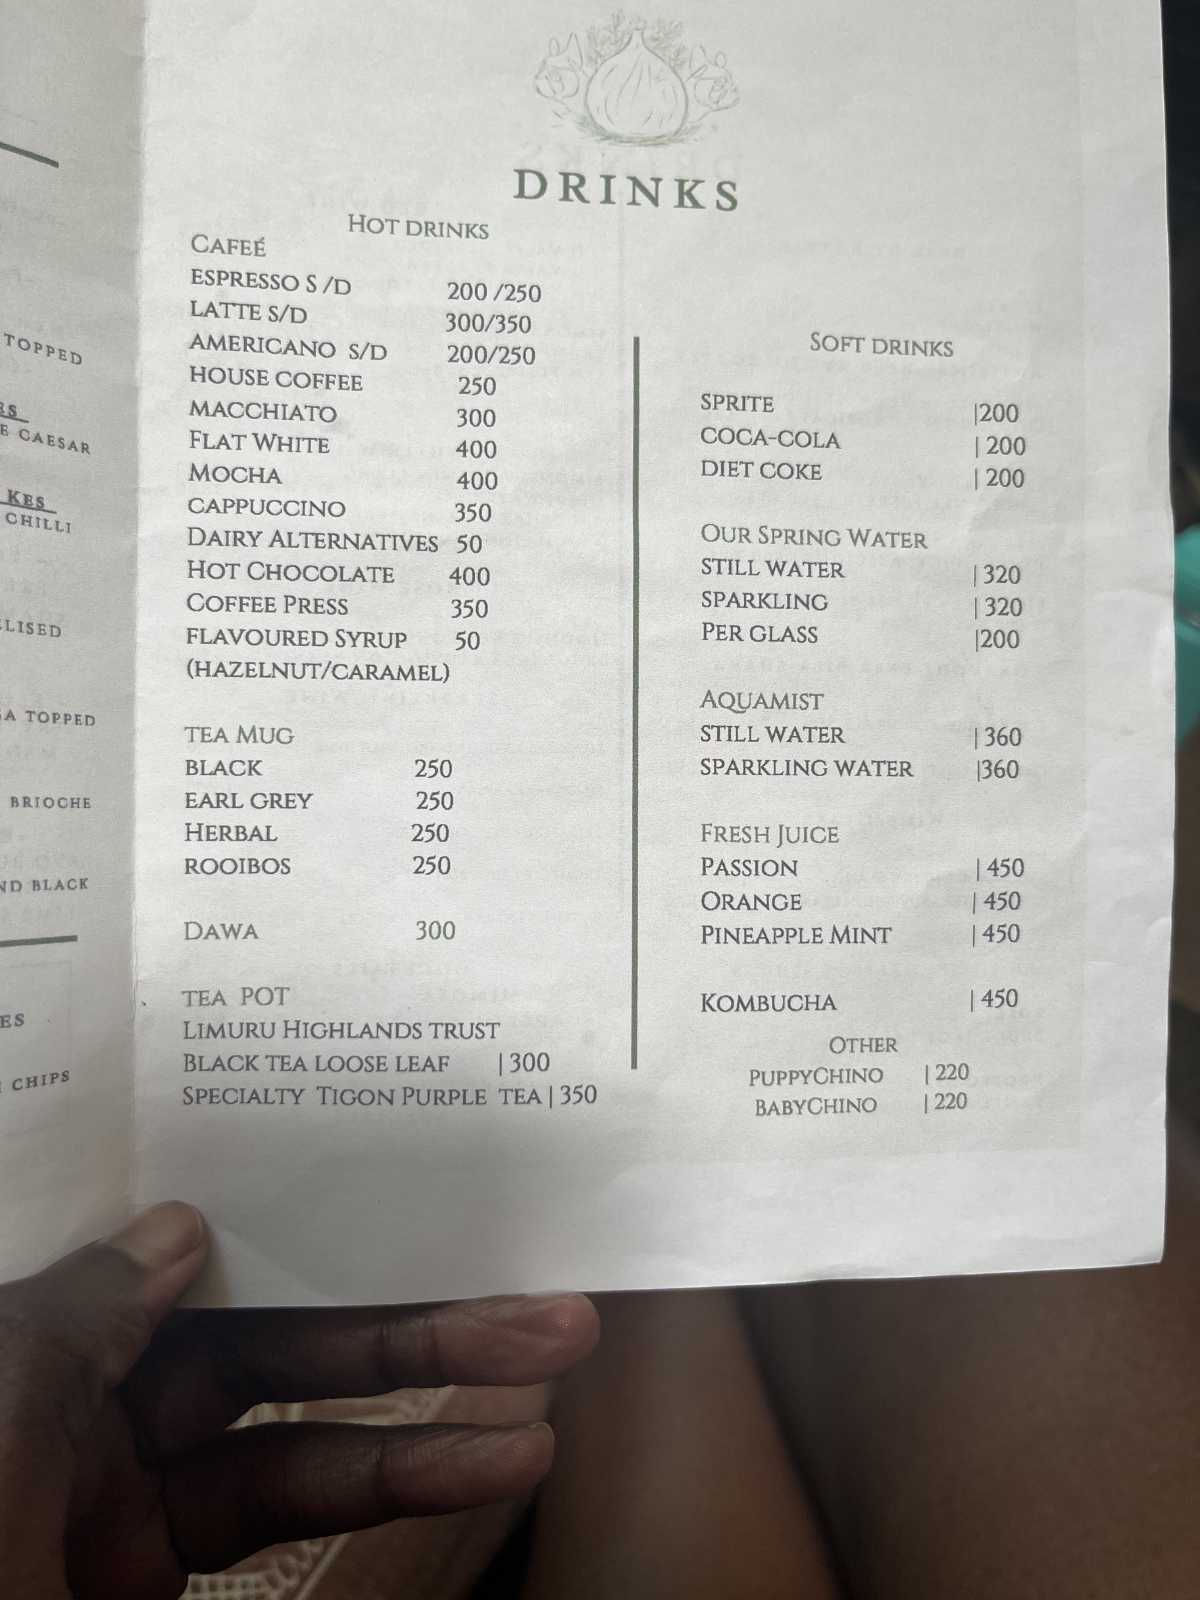 TOPPED
ES
E CAESAR
KES
CHILLI
LISED
A TOPPED
BRIOCHE
ND BLACK
ES
CHIPS
DRINKS
HOT DRINKS
CAFEÉ
ESPRESSO S /D 200 /250
LATTE S/D 300/350
AMERICANO S/D 200/250
HOUSE COFFEE 250
MACCHIATO 300
FLAT WHITE 400
MOCHA 400
CAPPUCCINO 350
DAIRY ALTERNATIVES 50
HOT CHOCOLATE 400
COFFEE PRESS 350
FLAVOURED SYRUP 50
(HAZELNUT/CARAMEL)
TEA MUG
BLACK 250
EARL GREY 250
HERBAL 250
ROOIBOS 250
DAWA 300
TEA POT
LIMURU HIGHLANDS TRUST
BLACK TEA LOOSE LEAF |300
SPECIALTY TIGON PURPLE TEA | 350
SOFT DRINKS
SPRITE |200
COCA-COLA | 200
DIET COKE | 200
OUR SPRING WATER
STILL WATER | 320
SPARKLING | 320
PER GLASS |200
AQUAMIST
STILL WATER | 360
SPARKLING WATER |360
FRESH JUICE
PASSION | 450
ORANGE | 450
PINEAPPLE MINT | 450
KOMBUCHA | 450
OTHER
PUPPYCHINO | 220
BABYCHINO | 220